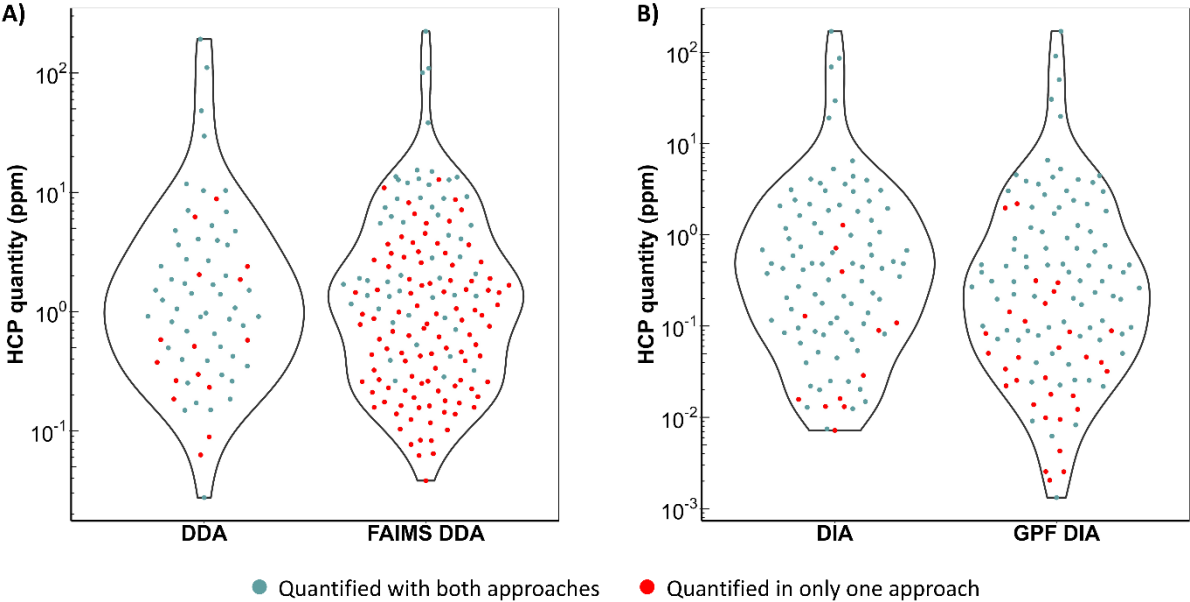 A)
HCP quantity (ppm)
10²
10¹
10⁰
10⁻¹
DDA
FAIMS DDA
B)
HCP quantity (ppm)
10²
10¹
10⁰
10⁻¹
10⁻²
10⁻³
DIA
GPF DIA
Quantified with both approaches
Quantified in only one approach